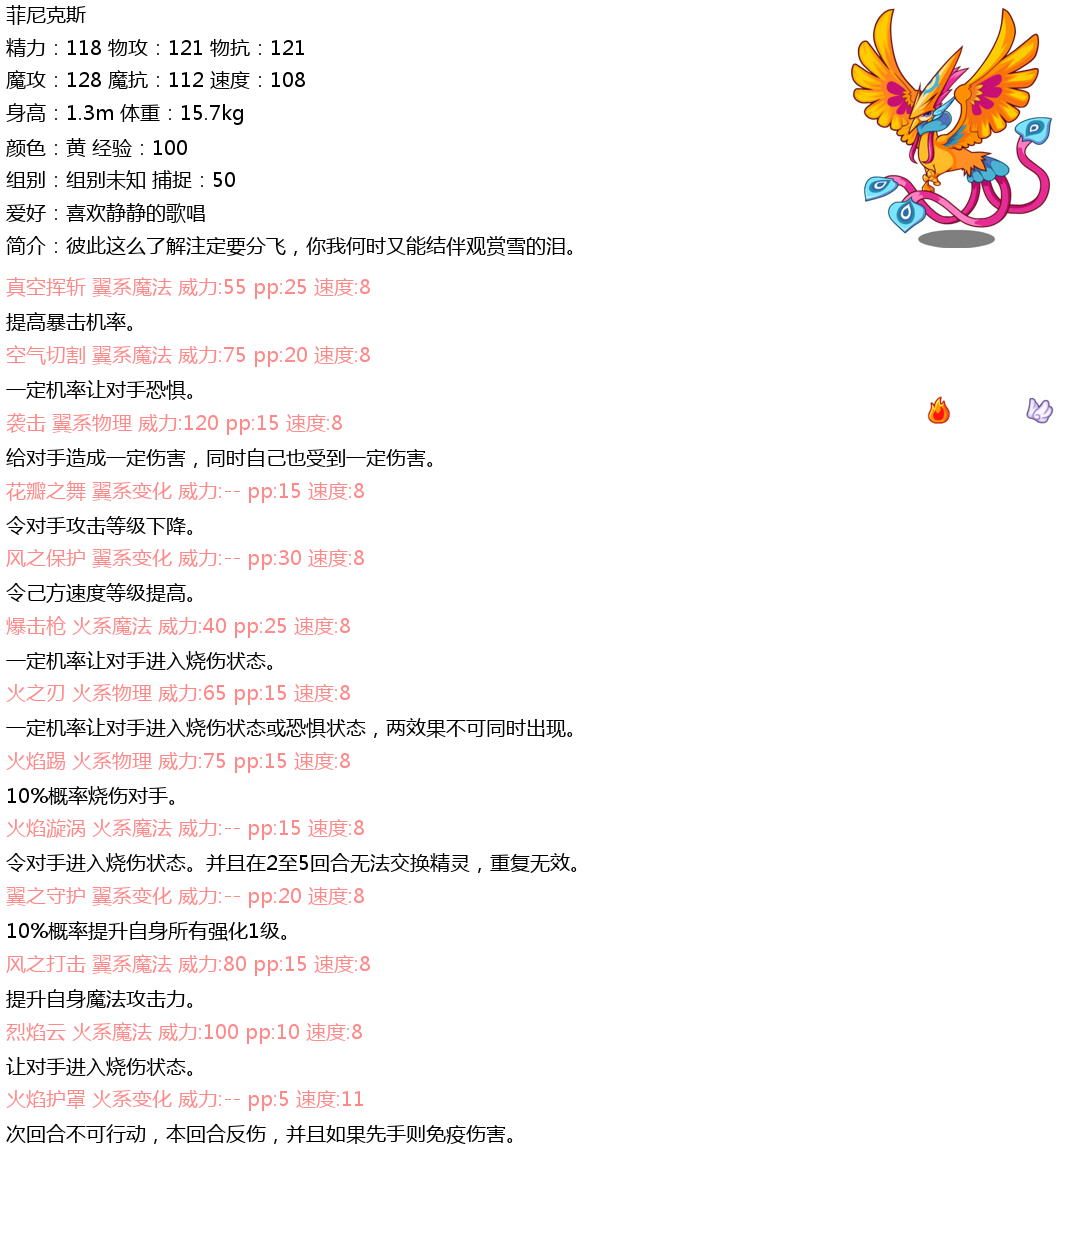 菲尼克斯
精力：118 物攻：121 物抗：121
魔攻：128 魔抗：112 速度：108
身高：1.3m 体重：15.7kg
颜色：黄 经验：100
组别：组别未知 捕捉：50
爱好：喜欢静静的歌唱
简介：彼此这么了解注定要分飞，你我何时又能结伴观赏雪的泪。
真空挥斩 翼系魔法 威力:55 pp:25 速度:8
提高暴击机率。
空气切割 翼系魔法 威力:75 pp:20 速度:8
一定机率让对手恐惧。
袭击 翼系物理 威力:120 pp:15 速度:8
给对手造成一定伤害，同时自己也受到一定伤害。
花瓣之舞 翼系变化 威力:-- pp:15 速度:8
令对手攻击等级下降。
风之保护 翼系变化 威力:-- pp:30 速度:8
令己方速度等级提高。
爆击枪 火系魔法 威力:40 pp:25 速度:8
一定机率让对手进入烧伤状态。
火之刃 火系物理 威力:65 pp:15 速度:8
一定机率让对手进入烧伤状态或恐惧状态，两效果不可同时出现。
火焰踢 火系物理 威力:75 pp:15 速度:8
10%概率烧伤对手。
火焰漩涡 火系魔法 威力:-- pp:15 速度:8
令对手进入烧伤状态。并且在2至5回合无法交换精灵，重复无效。
翼之守护 翼系变化 威力:-- pp:20 速度:8
10%概率提升自身所有强化1级。
风之打击 翼系魔法 威力:80 pp:15 速度:8
提升自身魔法攻击力。
烈焰云 火系魔法 威力:100 pp:10 速度:8
让对手进入烧伤状态。
火焰护罩 火系变化 威力:-- pp:5 速度:11
次回合不可行动，本回合反伤，并且如果先手则免疫伤害。